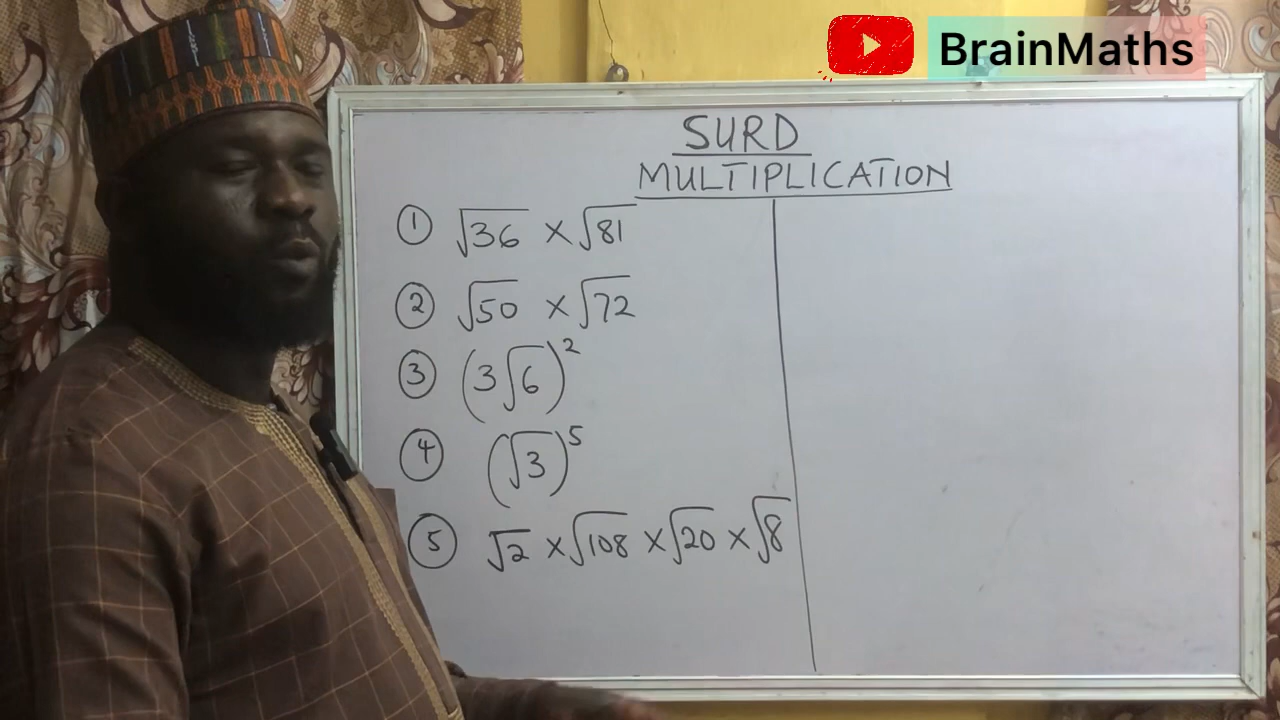 BrainMaths
SURD
MULTIPLICATION
① √36 × √81
② √50 × √72
③ (3√6)²
④ (√3)⁵
⑤ √2 × √108 × √20 × √8